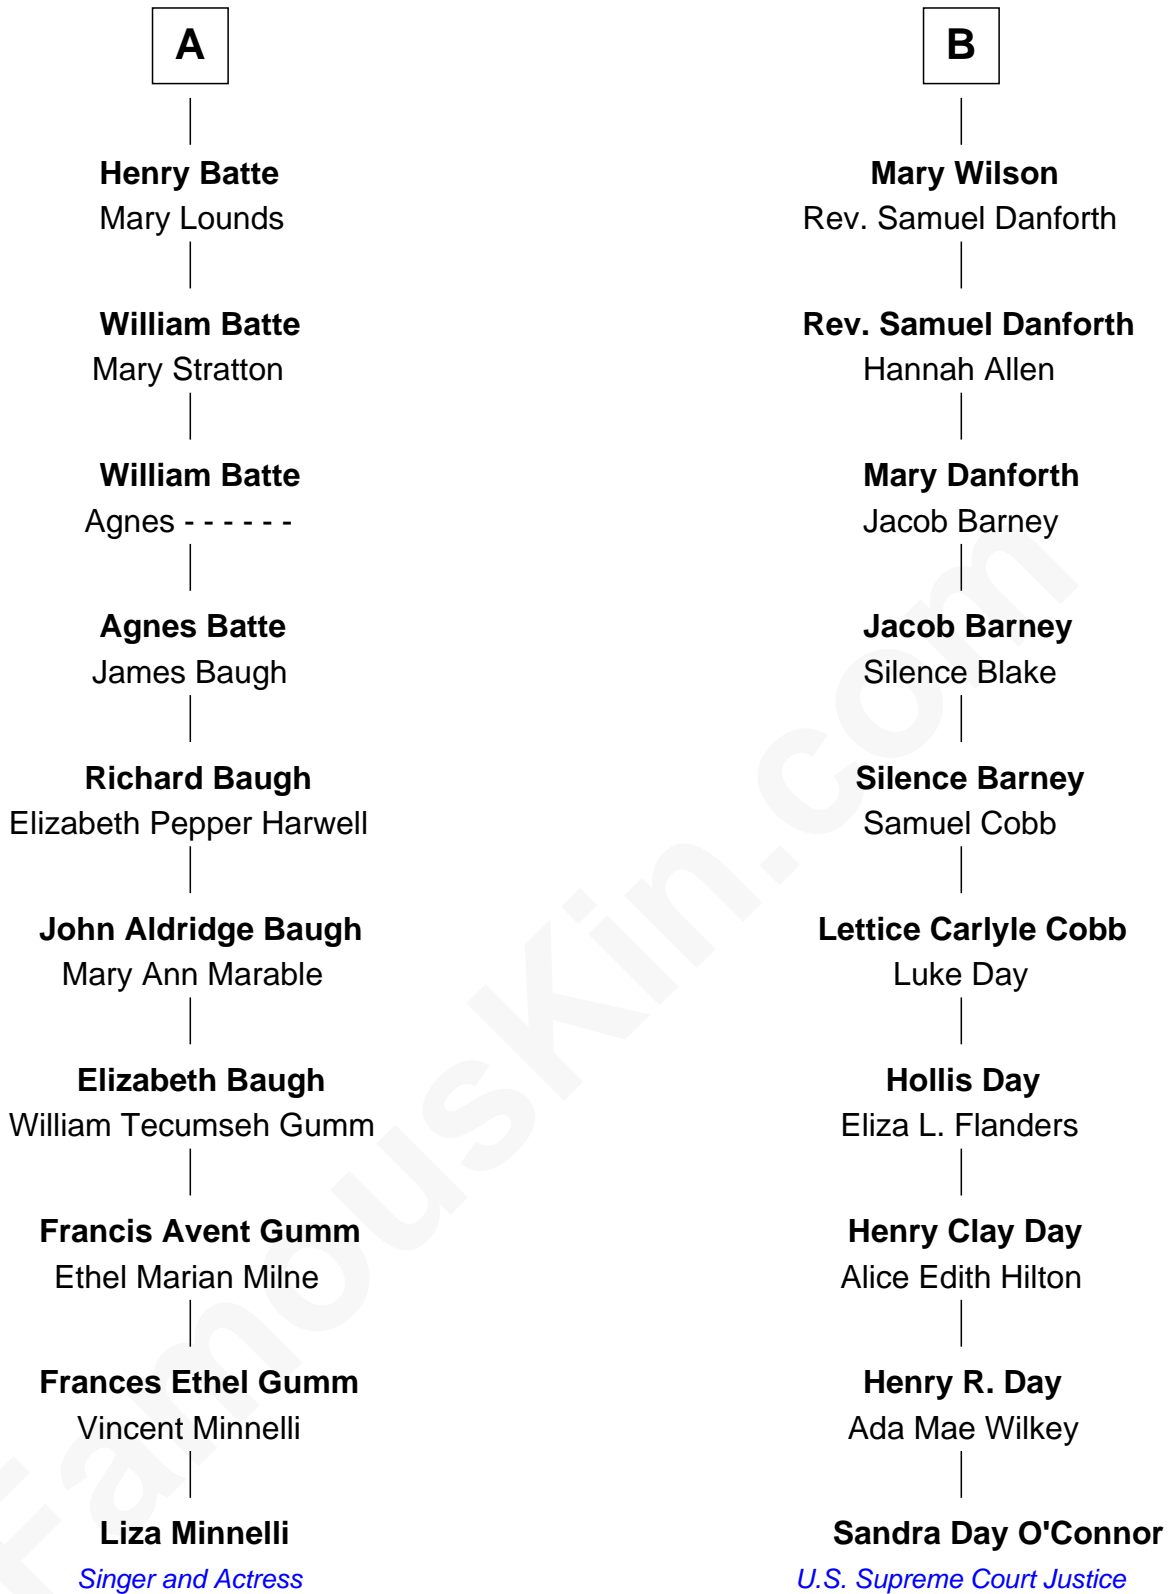 A
Henry Batte
Mary Lounds
William Batte
Mary Stratton
William Batte
Agnes - - - - - -
Agnes Batte
James Baugh
Richard Baugh
Elizabeth Pepper Harwell
John Aldridge Baugh
Mary Ann Marable
Elizabeth Baugh
William Tecumseh Gumm
Francis Avent Gumm
Ethel Marian Milne
Frances Ethel Gumm
Vincent Minnelli
Liza Minnelli
Singer and Actress
B
Mary Wilson
Rev. Samuel Danforth
Rev. Samuel Danforth
Hannah Allen
Mary Danforth
Jacob Barney
Jacob Barney
Silence Blake
Silence Barney
Samuel Cobb
Lettice Carlyle Cobb
Luke Day
Hollis Day
Eliza L. Flanders
Henry Clay Day
Alice Edith Hilton
Henry R. Day
Ada Mae Wilkey
Sandra Day O'Connor
U.S. Supreme Court Justice
FamousKin.com